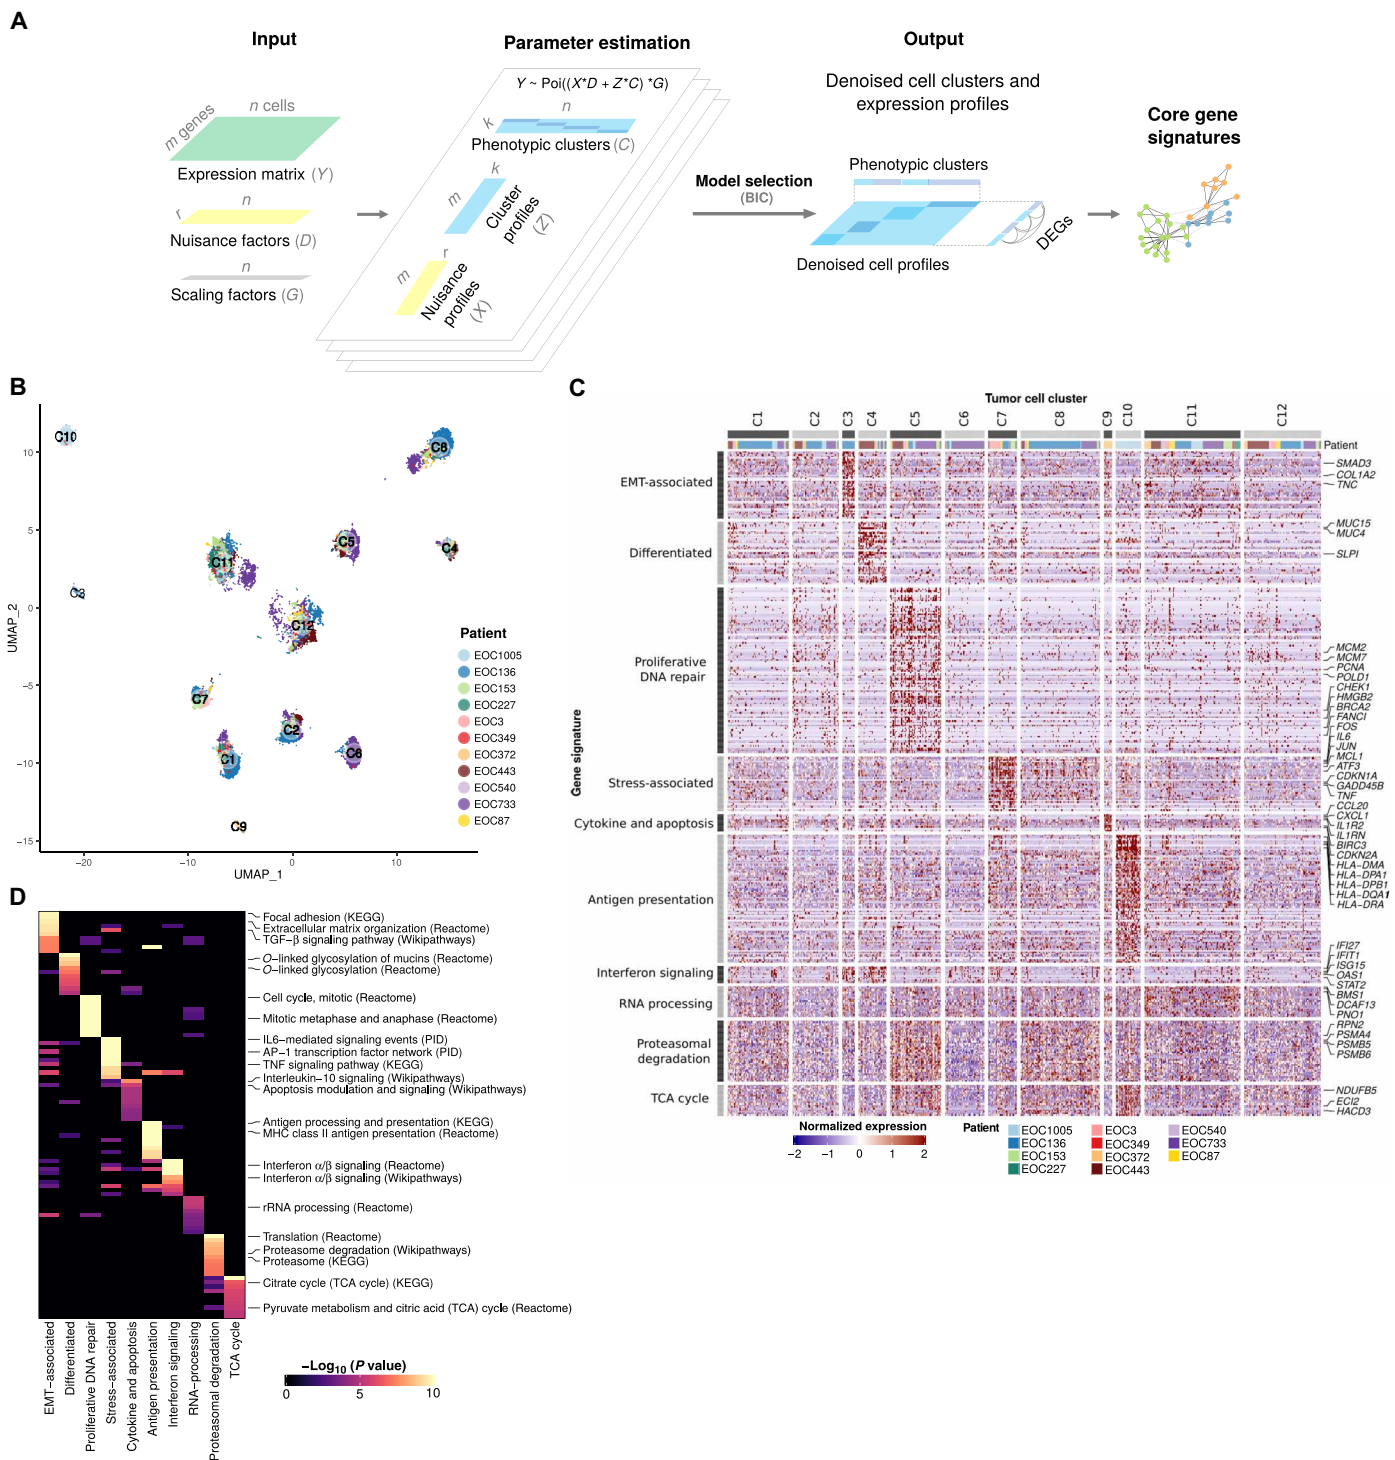 A
Input
Parameter estimation
Output
n cells
m genes
Expression matrix (Y)
n
r
Nuisance factors (D)
n
Scaling factors (G)
Y ~ Poi((X*D + Z*C) *G)
n
k
Phenotypic clusters (C)
k
m
Cluster
profiles
(Z)
r
m
Nuisance
profiles
(X)
Model selection
(BIC)
Denoised cell clusters and
expression profiles
Phenotypic clusters
DEGs
Denoised cell profiles
Core gene
signatures
B
UMAP_2
10
5
0
−5
−10
−15
−20
−10
0
10
UMAP_1
C10
C8
C5
C4
C11
C3
C12
C7
C2
C1
C6
C9
Patient
EOC1005
EOC136
EOC153
EOC227
EOC3
EOC349
EOC372
EOC443
EOC540
EOC733
EOC87
C
Tumor cell cluster
C1
C2
C3
C4
C5
C6
C7
C8
C9
C10
C11
C12
Patient
Gene signature
EMT-associated
Differentiated
Proliferative
DNA repair
Stress-associated
Cytokine and apoptosis
Antigen presentation
Interferon signaling
RNA processing
Proteasomal
degradation
TCA cycle
SMAD3
COL1A2
TNC
MUC15
MUC4
SLPI
MCM2
MCM7
PCNA
POLD1
CHEK1
HMGB2
BRCA2
FANCI
FOS
IL6
JUN
MCL1
ATF3
CDKN1A
GADD45B
TNF
CCL20
CXCL1
IL1R2
IL1RN
BIRC3
CDKN2A
HLA-DMA
HLA-DPA1
HLA-DPB1
HLA-DQA1
HLA-DRA
IFI27
IFIT1
ISG15
OAS1
STAT2
BMS1
DCAF13
PNO1
RPN2
PSMA4
PSMB5
PSMB6
NDUFB5
ECI2
HACD3
Normalized expression
−2
−1
0
1
2
Patient
EOC1005
EOC136
EOC153
EOC227
EOC3
EOC349
EOC372
EOC443
EOC540
EOC733
EOC87
D
Focal adhesion (KEGG)
Extracellular matrix organization (Reactome)
TGF−β signaling pathway (Wikipathways)
O−linked glycosylation of mucins (Reactome)
O−linked glycosylation (Reactome)
Cell cycle, mitotic (Reactome)
Mitotic metaphase and anaphase (Reactome)
IL6−mediated signaling events (PID)
AP−1 transcription factor network (PID)
TNF signaling pathway (KEGG)
Interleukin−10 signaling (Wikipathways)
Apoptosis modulation and signaling (Wikipathways)
Antigen processing and presentation (KEGG)
MHC class II antigen presentation (Reactome)
Interferon α/β signaling (Reactome)
Interferon α/β signaling (Wikipathways)
rRNA processing (Reactome)
Translation (Reactome)
Proteasome degradation (Wikipathways)
Proteasome (KEGG)
Citrate cycle (TCA cycle) (KEGG)
Pyruvate metabolism and citric acid (TCA) cycle (Reactome)
EMT−associated
Differentiated
Proliferative DNA repair
Stress−associated
Cytokine and apoptosis
Antigen presentation
Interferon signaling
RNA−processing
Proteasomal degradation
TCA cycle
−Log10 (P value)
0
5
10